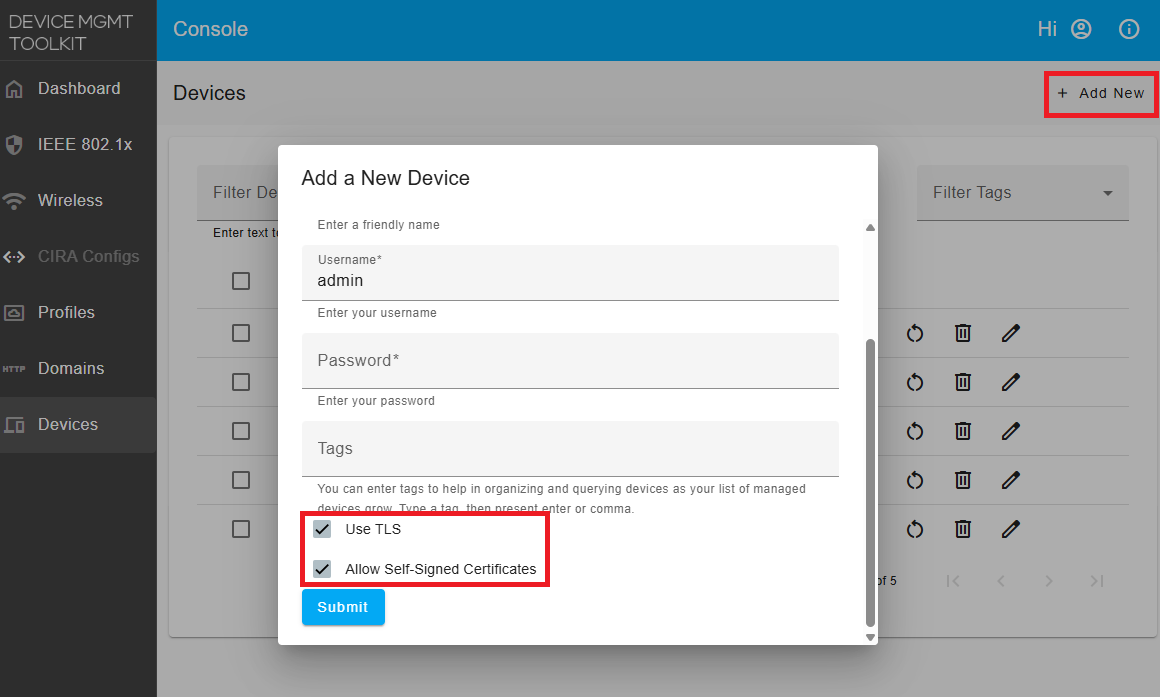 DEVICE MGMT
TOOLKIT
Console
Hi
Dashboard
IEEE 802.1x
Wireless
CIRA Configs
Profiles
HTTP Domains
Devices
Devices
+ Add New
Filter De
Filter Tags
Enter text to
Add a New Device
Enter a friendly name
Username*
admin
Enter your username
Password*
Enter your password
Tags
You can enter tags to help in organizing and querying devices as your list of managed
devices grow. Type a tag, then present enter or comma.
Use TLS
Allow Self-Signed Certificates
Submit
of 5